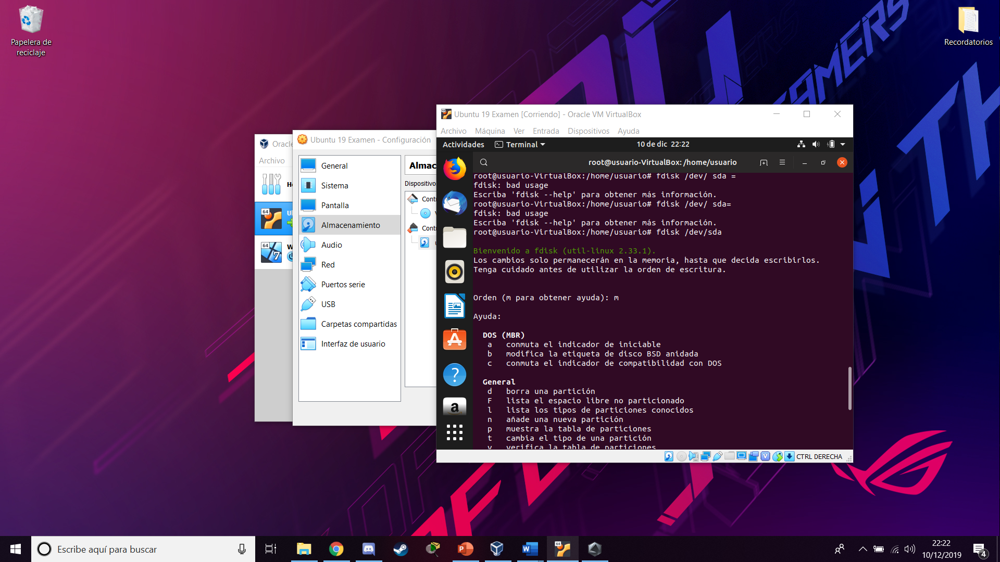 Papelera de
reciclaje
Recordatorios
GAMERS
Oracle
Archivo
64
64
Ubuntu 19 Examen - Configuración
General
Sistema
Pantalla
Almacenamiento
Audio
Red
Puertos serie
USB
Carpetas compartidas
Interfaz de usuario
Almac
Dispositivo
Contr
Contr
Ubuntu 19 Examen [Corriendo] - Oracle VM VirtualBox
Archivo Máquina Ver Entrada Dispositivos Ayuda
Actividades Terminal 10 de dic 22:22
root@usuario-VirtualBox: /home/usuario
root@usuario-VirtualBox:/home/usuario# fdisk /dev/ sda =
fdisk: bad usage
Escriba 'fdisk --help' para obtener más información.
root@usuario-VirtualBox:/home/usuario# fdisk /dev/ sda=
fdisk: bad usage
Escriba 'fdisk --help' para obtener más información.
root@usuario-VirtualBox:/home/usuario# fdisk /dev/sda
Bienvenido a fdisk (util-linux 2.33.1).
Los cambios solo permanecerán en la memoria, hasta que decida escribirlos.
Tenga cuidado antes de utilizar la orden de escritura.
Orden (m para obtener ayuda): m
Ayuda:
DOS (MBR)
a conmuta el indicador de iniciable
b modifica la etiqueta de disco BSD anidada
c conmuta el indicador de compatibilidad con DOS
General
d borra una partición
F lista el espacio libre no particionado
l lista los tipos de particiones conocidos
n añade una nueva partición
p muestra la tabla de particiones
t cambia el tipo de una partición
v verifica la tabla de particiones
CTRL DERECHA
Escribe aquí para buscar
22:22
10/12/2019
4